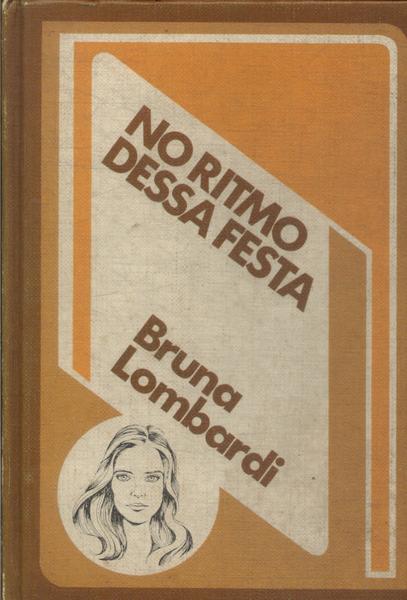 NO RITMO
DESSA FESTA
Bruna
Lombardi